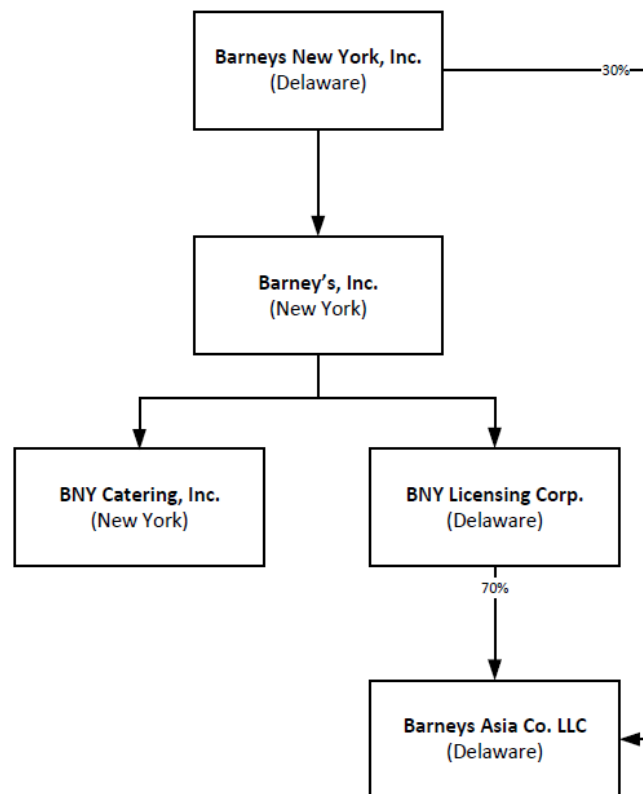 Barneys New York, Inc.
(Delaware)
30%
Barney’s, Inc.
(New York)
BNY Catering, Inc.
(New York)
BNY Licensing Corp.
(Delaware)
70%
Barneys Asia Co. LLC
(Delaware)